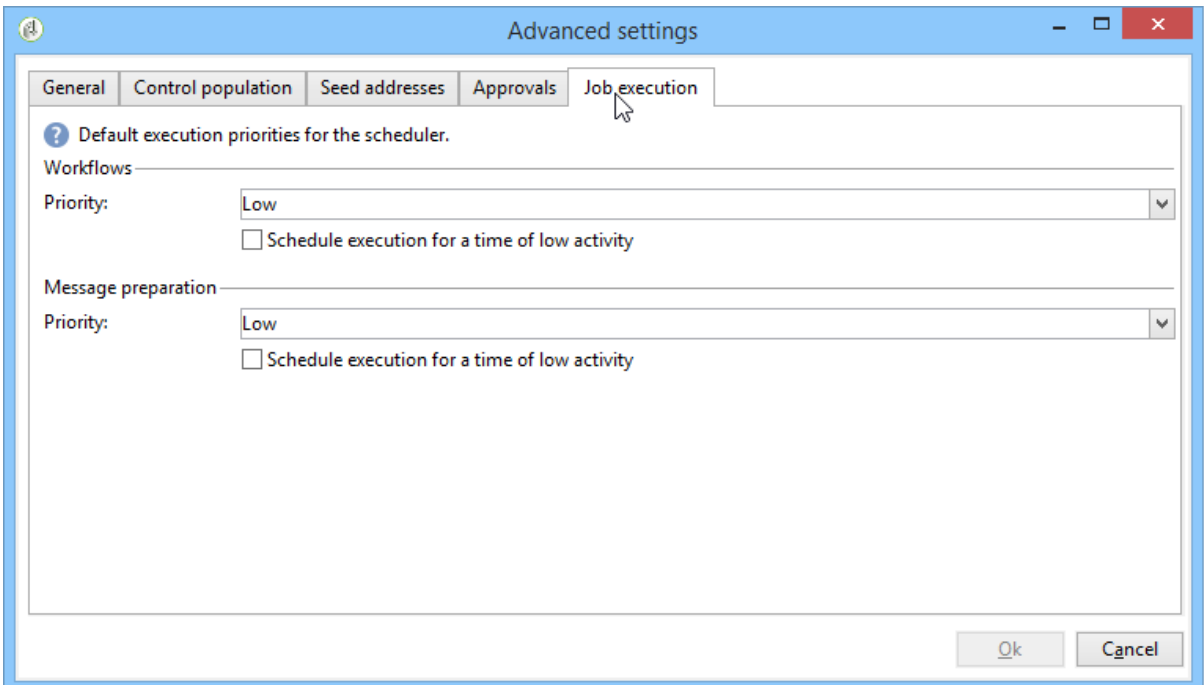 Advanced settings
General Control population Seed addresses Approvals Job execution
Default execution priorities for the scheduler.
Workflows
Priority: Low
Schedule execution for a time of low activity
Message preparation
Priority: Low
Schedule execution for a time of low activity
Ok Cancel